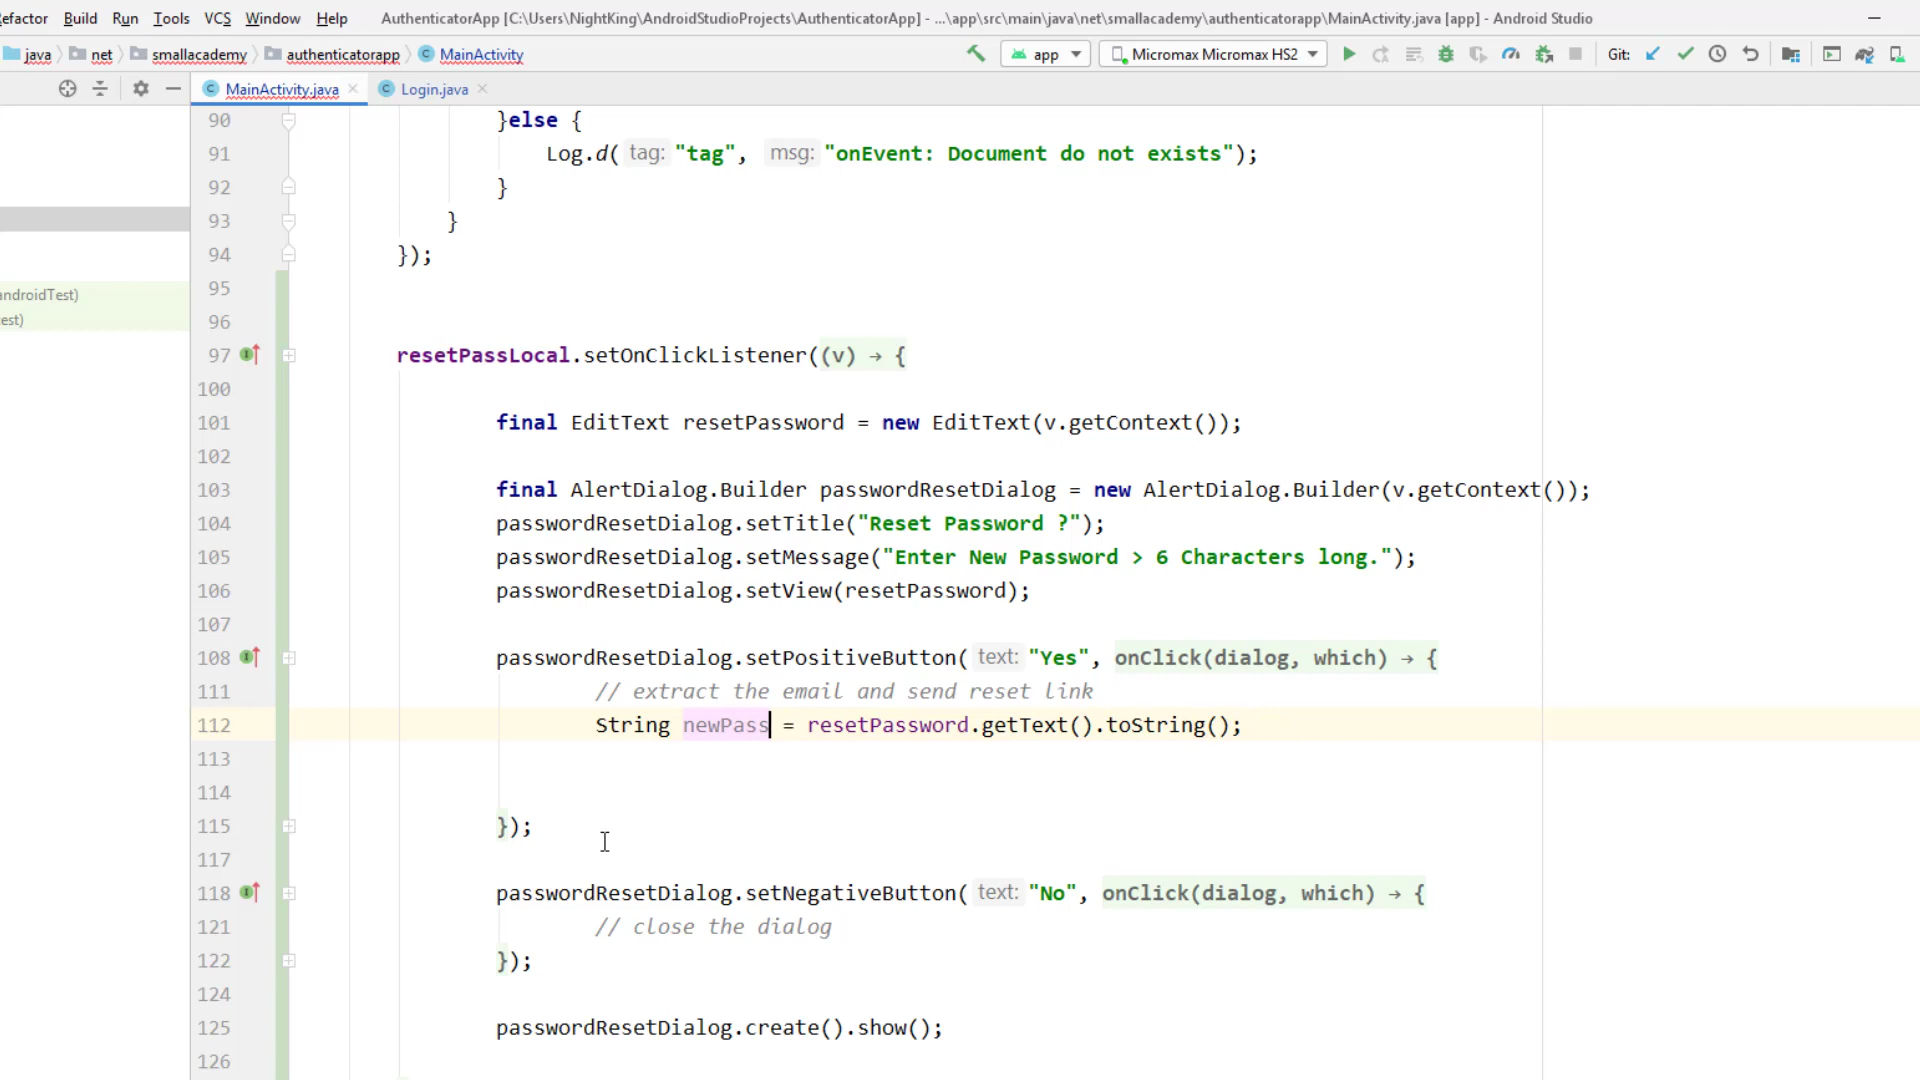 efactor Build Run Tools VCS Window Help AuthenticatorApp [C:\Users\NightKing\AndroidStudioProjects\AuthenticatorApp] - ...\app\src\main\java\net\smallacademy\authenticatorapp\MainActivity.java [app] - Android Studio
java net smallacademy authenticatorapp C MainActivity app Micromax Micromax HS2 Git:
C MainActivity.java C Login.java
90 }else {
91 Log.d( tag: "tag", msg: "onEvent: Document do not exists");
92 }
93 }
94 });
95
androidTest)
est)
96
97 resetPassLocal.setOnClickListener((v) → {
100
101 final EditText resetPassword = new EditText(v.getContext());
102
103 final AlertDialog.Builder passwordResetDialog = new AlertDialog.Builder(v.getContext());
104 passwordResetDialog.setTitle("Reset Password ?");
105 passwordResetDialog.setMessage("Enter New Password > 6 Characters long.");
106 passwordResetDialog.setView(resetPassword);
107
108 passwordResetDialog.setPositiveButton( text: "Yes", onClick(dialog, which) → {
111 // extract the email and send reset link
112 String newPass = resetPassword.getText().toString();
113
114
115 });
117
118 passwordResetDialog.setNegativeButton( text: "No", onClick(dialog, which) → {
121 // close the dialog
122 });
124
125 passwordResetDialog.create().show();
126